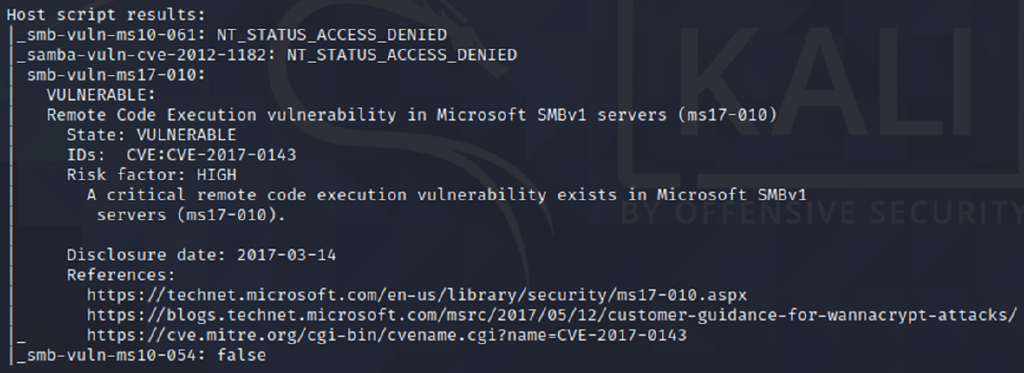 Host script results:
|_smb-vuln-ms10-061: NT_STATUS_ACCESS_DENIED
|_samba-vuln-cve-2012-1182: NT_STATUS_ACCESS_DENIED
| smb-vuln-ms17-010:
|   VULNERABLE:
|   Remote Code Execution vulnerability in Microsoft SMBv1 servers (ms17-010)
|     State: VULNERABLE
|     IDs:  CVE:CVE-2017-0143
|     Risk factor: HIGH
|       A critical remote code execution vulnerability exists in Microsoft SMBv1
|        servers (ms17-010).
|
|     Disclosure date: 2017-03-14
|     References:
|       https://technet.microsoft.com/en-us/library/security/ms17-010.aspx
|       https://blogs.technet.microsoft.com/msrc/2017/05/12/customer-guidance-for-wannacrypt-attacks/
|_      https://cve.mitre.org/cgi-bin/cvename.cgi?name=CVE-2017-0143
|_smb-vuln-ms10-054: false
KALI
BY OFFENSIVE SECURITY